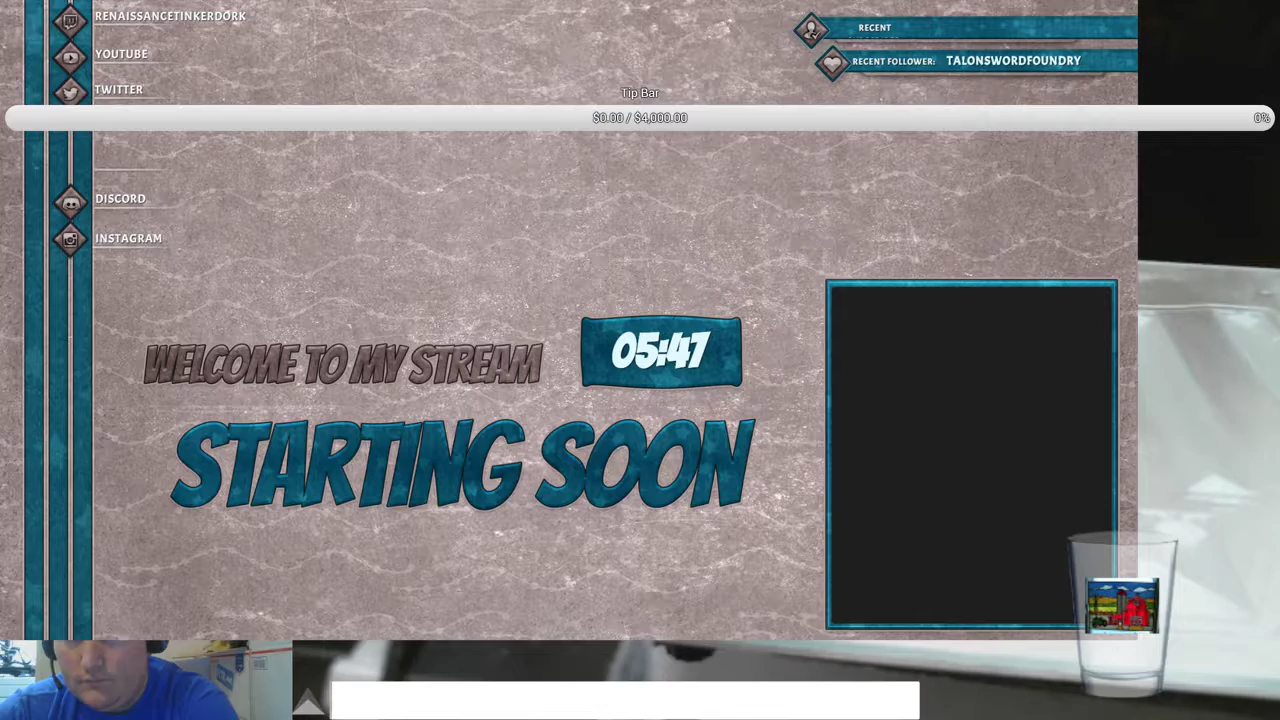 RENAISSANCETINKERDORK
YOUTUBE
TWITTER
DISCORD
INSTAGRAM
RECENT
RECENT FOLLOWER: TALONSWORDFOUNDRY
Tip Bar
$0.00 / $4,000.00
0%
WELCOME TO MY STREAM
05:47
STARTING SOON